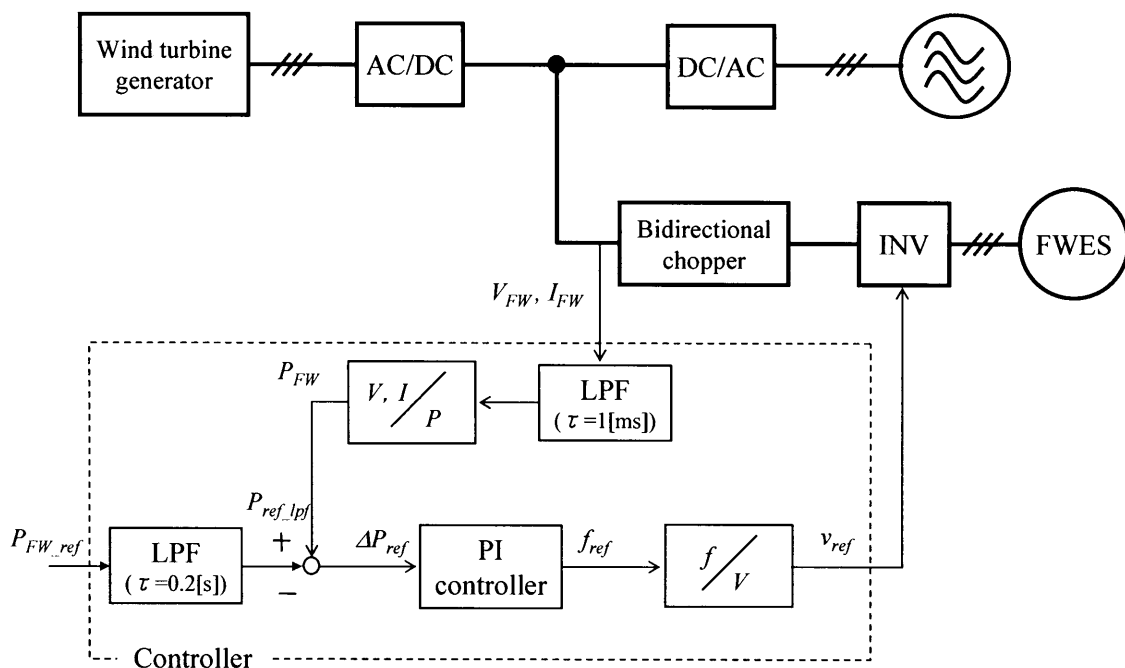 Wind turbine
generator
AC/DC
DC/AC
Bidirectional
chopper
INV
FWES
V_FW, I_FW
P_FW
V, I / P
LPF
( τ =1[ms])
P_ref_lpf
P_FW_ref
LPF
( τ =0.2[s])
+
−
ΔP_ref
PI
controller
f_ref
f / V
v_ref
Controller